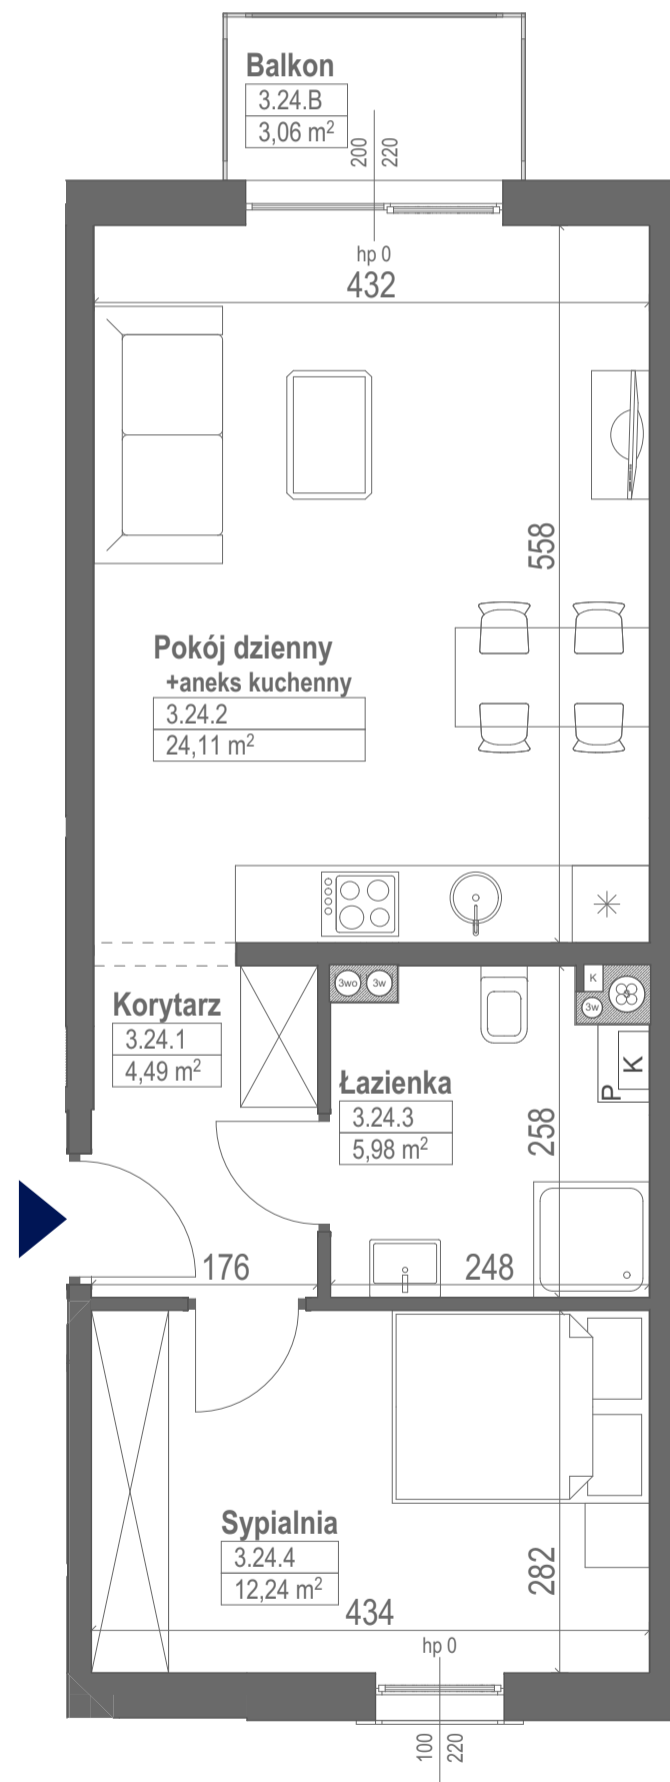 Balkon
3.24.B
3,06 m²
200
220
hp 0
432
558
Pokój dzienny
+aneks kuchenny
3.24.2
24,11 m²
Korytarz
3.24.1
4,49 m²
3wo
3w
K
3w
K
P
Łazienka
3.24.3
5,98 m²
258
176
248
Sypialnia
3.24.4
12,24 m²
282
434
hp 0
100
220